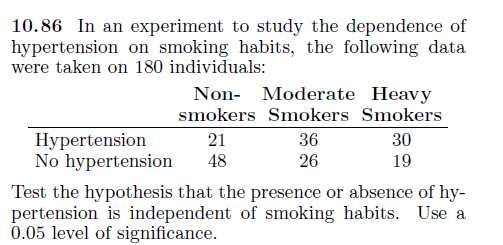 10.86 In an experiment to study the dependence of
hypertension on smoking habits, the following data
were taken on 180 individuals:
Non- Moderate Heavy
smokers Smokers Smokers
Hypertension 21 36 30
No hypertension 48 26 19
Test the hypothesis that the presence or absence of hy-
pertension is independent of smoking habits. Use a
0.05 level of significance.